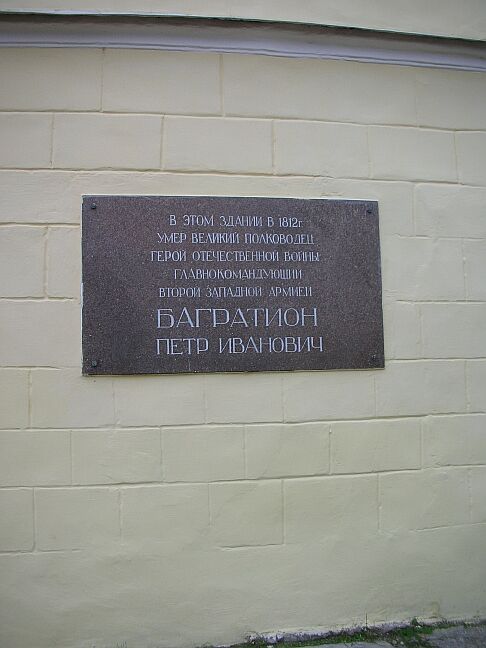 В ЭТОМ ЗДАНИИ В 1812г
УМЕР ВЕЛИКИЙ ПОЛКОВОДЕЦ
ГЕРОЙ ОТЕЧЕСТВЕННОЙ ВОЙНЫ
ГЛАВНОКОМАНДУЮЩИЙ
ВТОРОЙ ЗАПАДНОЙ АРМИЕЙ
БАГРАТИОН
ПЕТР ИВАНОВИЧ